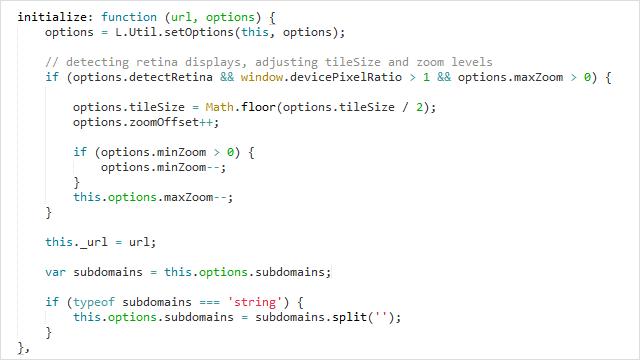 initialize: function (url, options) {
    options = L.Util.setOptions(this, options);

    // detecting retina displays, adjusting tileSize and zoom levels
    if (options.detectRetina && window.devicePixelRatio > 1 && options.maxZoom > 0) {

        options.tileSize = Math.floor(options.tileSize / 2);
        options.zoomOffset++;

        if (options.minZoom > 0) {
            options.minZoom--;
        }
        this.options.maxZoom--;
    }

    this._url = url;

    var subdomains = this.options.subdomains;

    if (typeof subdomains === 'string') {
        this.options.subdomains = subdomains.split('');
    }
},